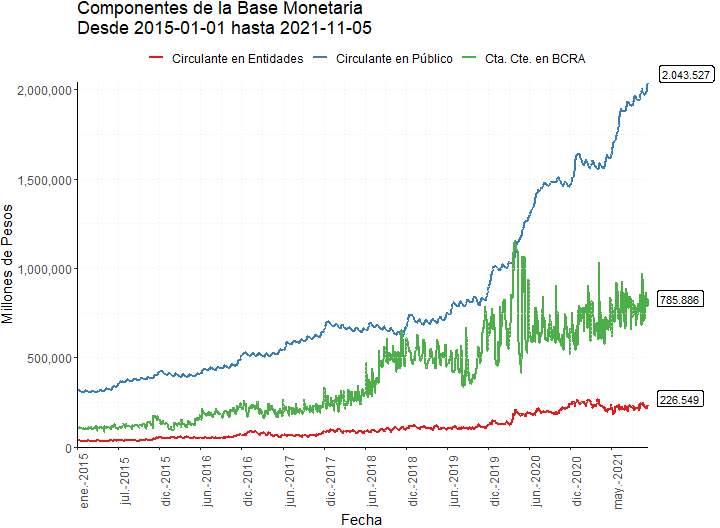 Componentes de la Base Monetaria
Desde 2015-01-01 hasta 2021-11-05
Circulante en Entidades Circulante en Público Cta. Cte. en BCRA
Millones de Pesos
2,000,000
1,500,000
1,000,000
500,000
0
2.043.527
785.886
226.549
ene.-2015 jul.-2015 dic.-2015 jun.-2016 dic.-2016 jun.-2017 dic.-2017 jun.-2018 dic.-2018 jun.-2019 dic.-2019 jun.-2020 dic.-2020 may.-2021
Fecha